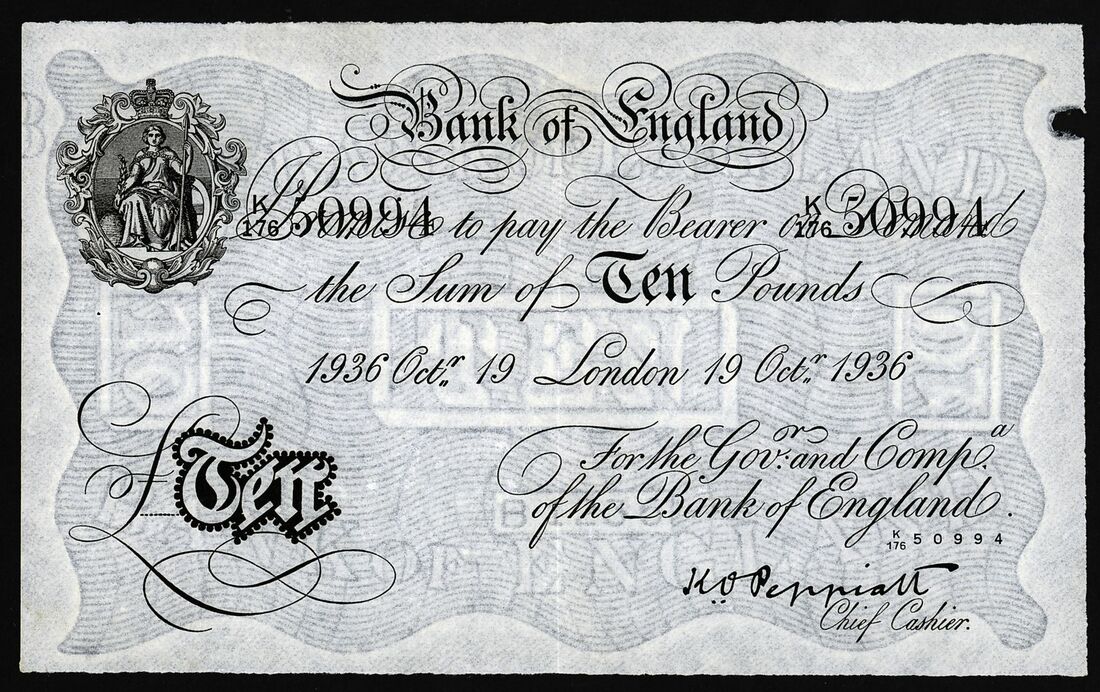 Bank of England
K/176 50994 K/176 50994
I Promise to pay the Bearer on Demand
the Sum of Ten Pounds
1936 Octr. 19 London 19 Octr. 1936
For the Govr. and Compa.
of the Bank of England.
£Ten
K/176 50994
K.O. Peppiatt
Chief Cashier.